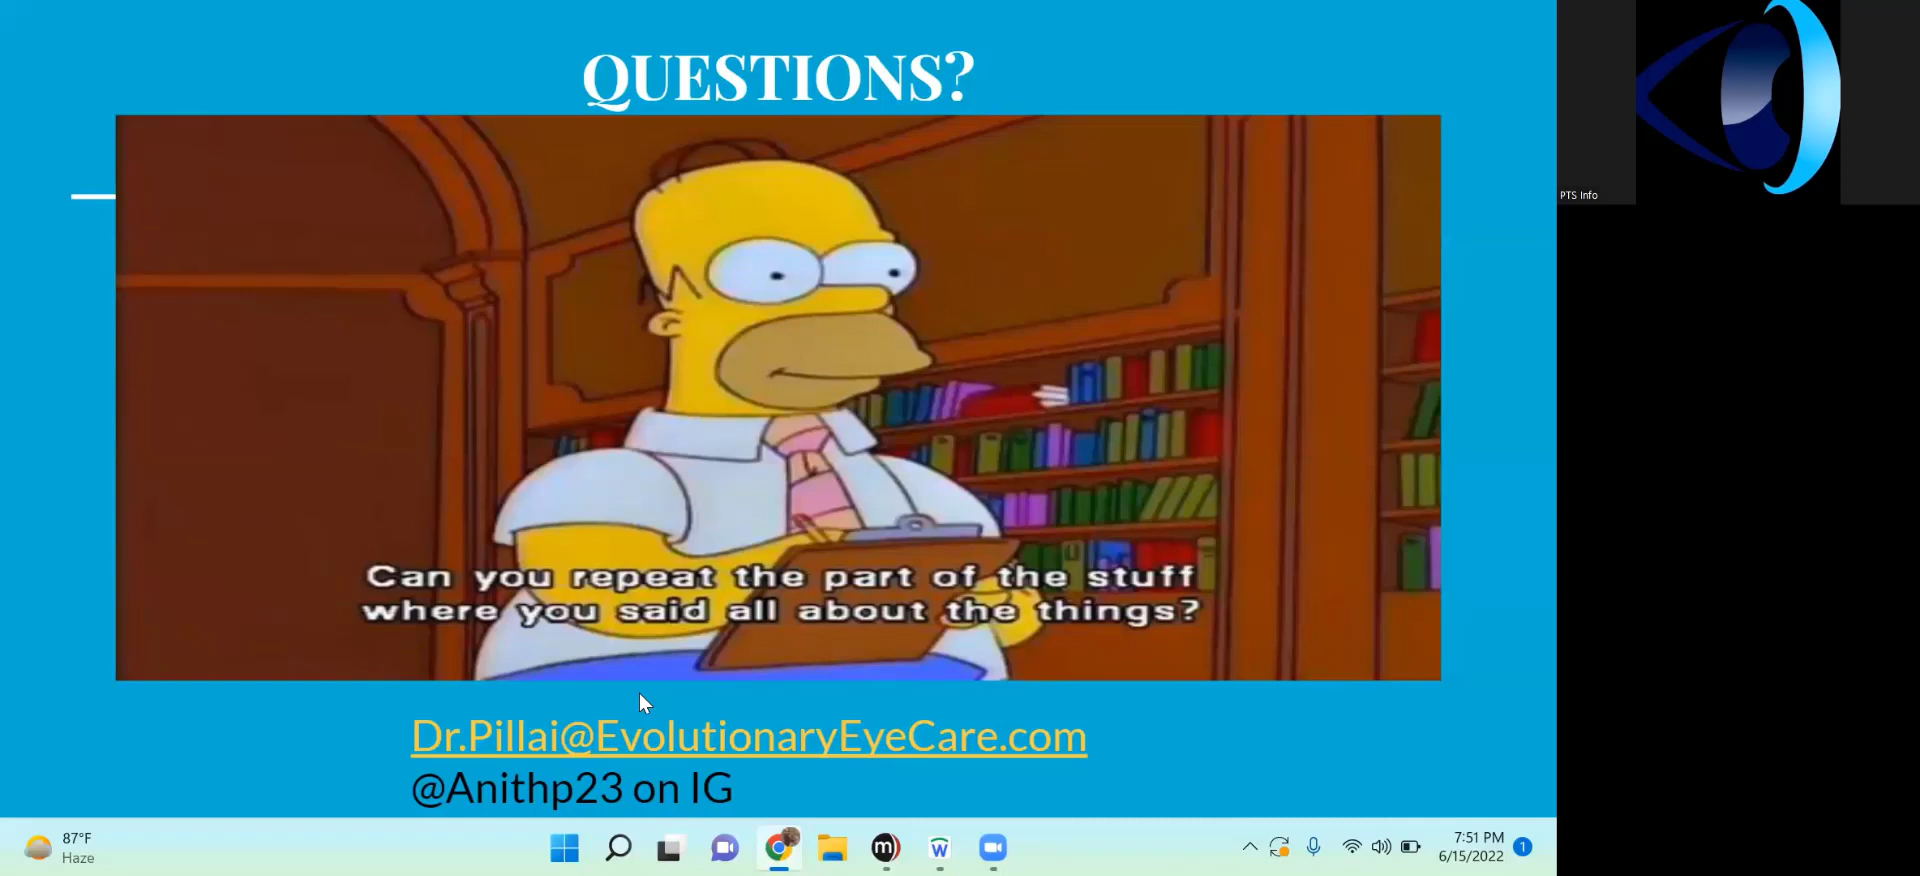 QUESTIONS?
PTS Info
Can you repeat the part of the stuff
where you said all about the things?
Dr.Pillai@EvolutionaryEyeCare.com
@Anithp23 on IG
87°F
Haze
m
W
7:51 PM
6/15/2022
1